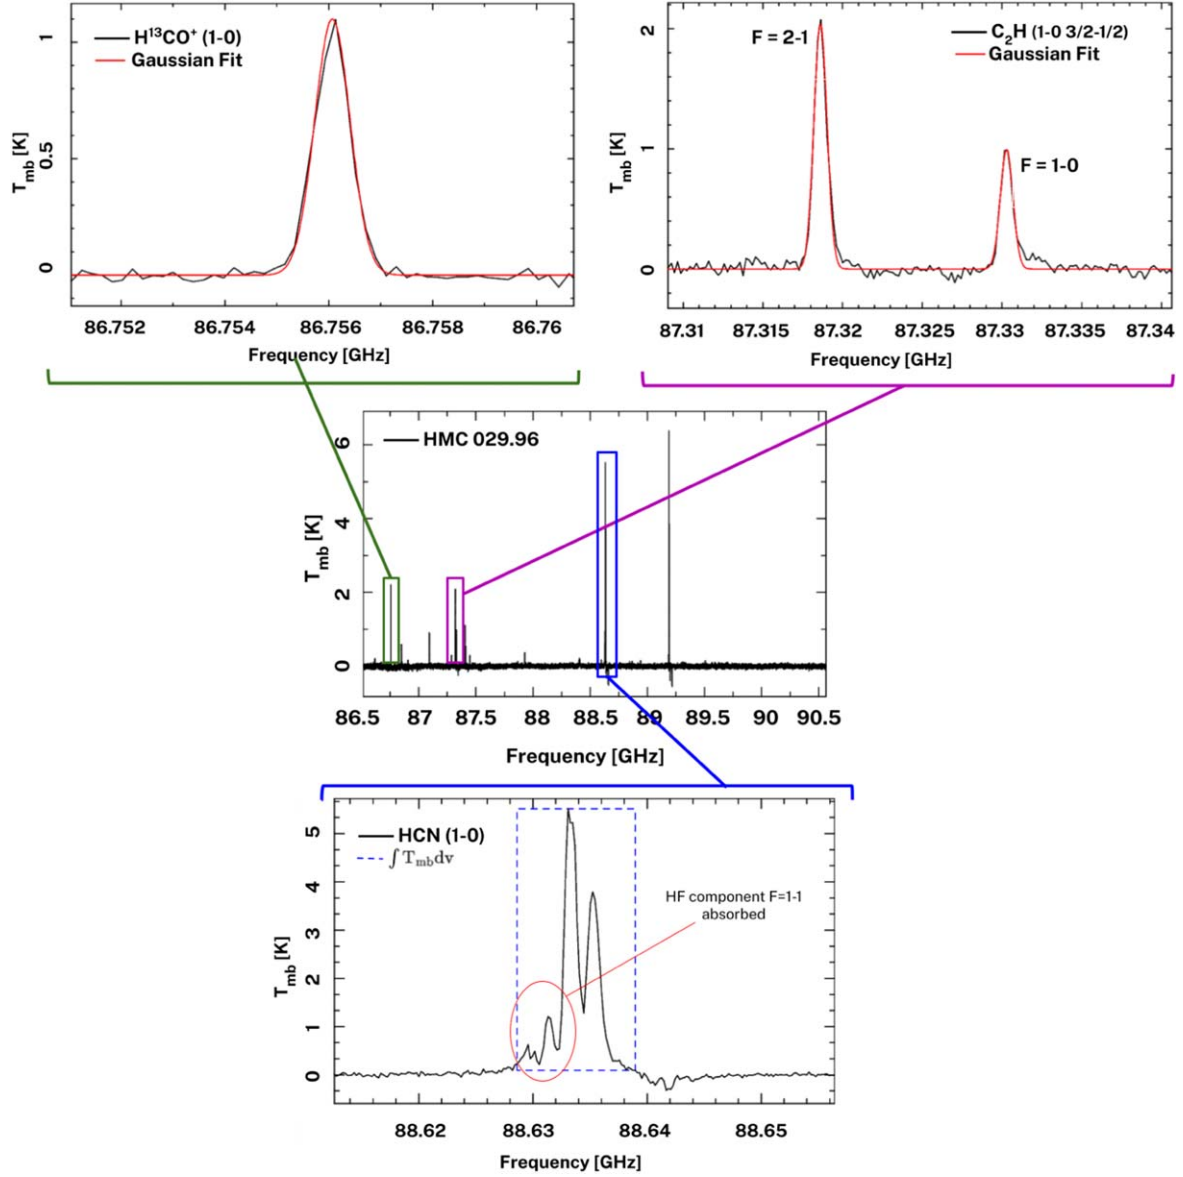 H¹³CO⁺ (1-0)
Gaussian Fit
1
0.5
0
T_mb [K]
86.752 86.754 86.756 86.758 86.76
Frequency [GHz]
F = 2-1
C₂H (1-0 3/2-1/2)
Gaussian Fit
F = 1-0
2
1
0
T_mb [K]
87.31 87.315 87.32 87.325 87.33 87.335 87.34
Frequency [GHz]
HMC 029.96
6
4
2
0
T_mb [K]
86.5 87 87.5 88 88.5 89 89.5 90 90.5
Frequency [GHz]
HCN (1-0)
∫ T_mb dv
HF component F=1-1
absorbed
5
4
3
2
1
0
T_mb [K]
88.62 88.63 88.64 88.65
Frequency [GHz]